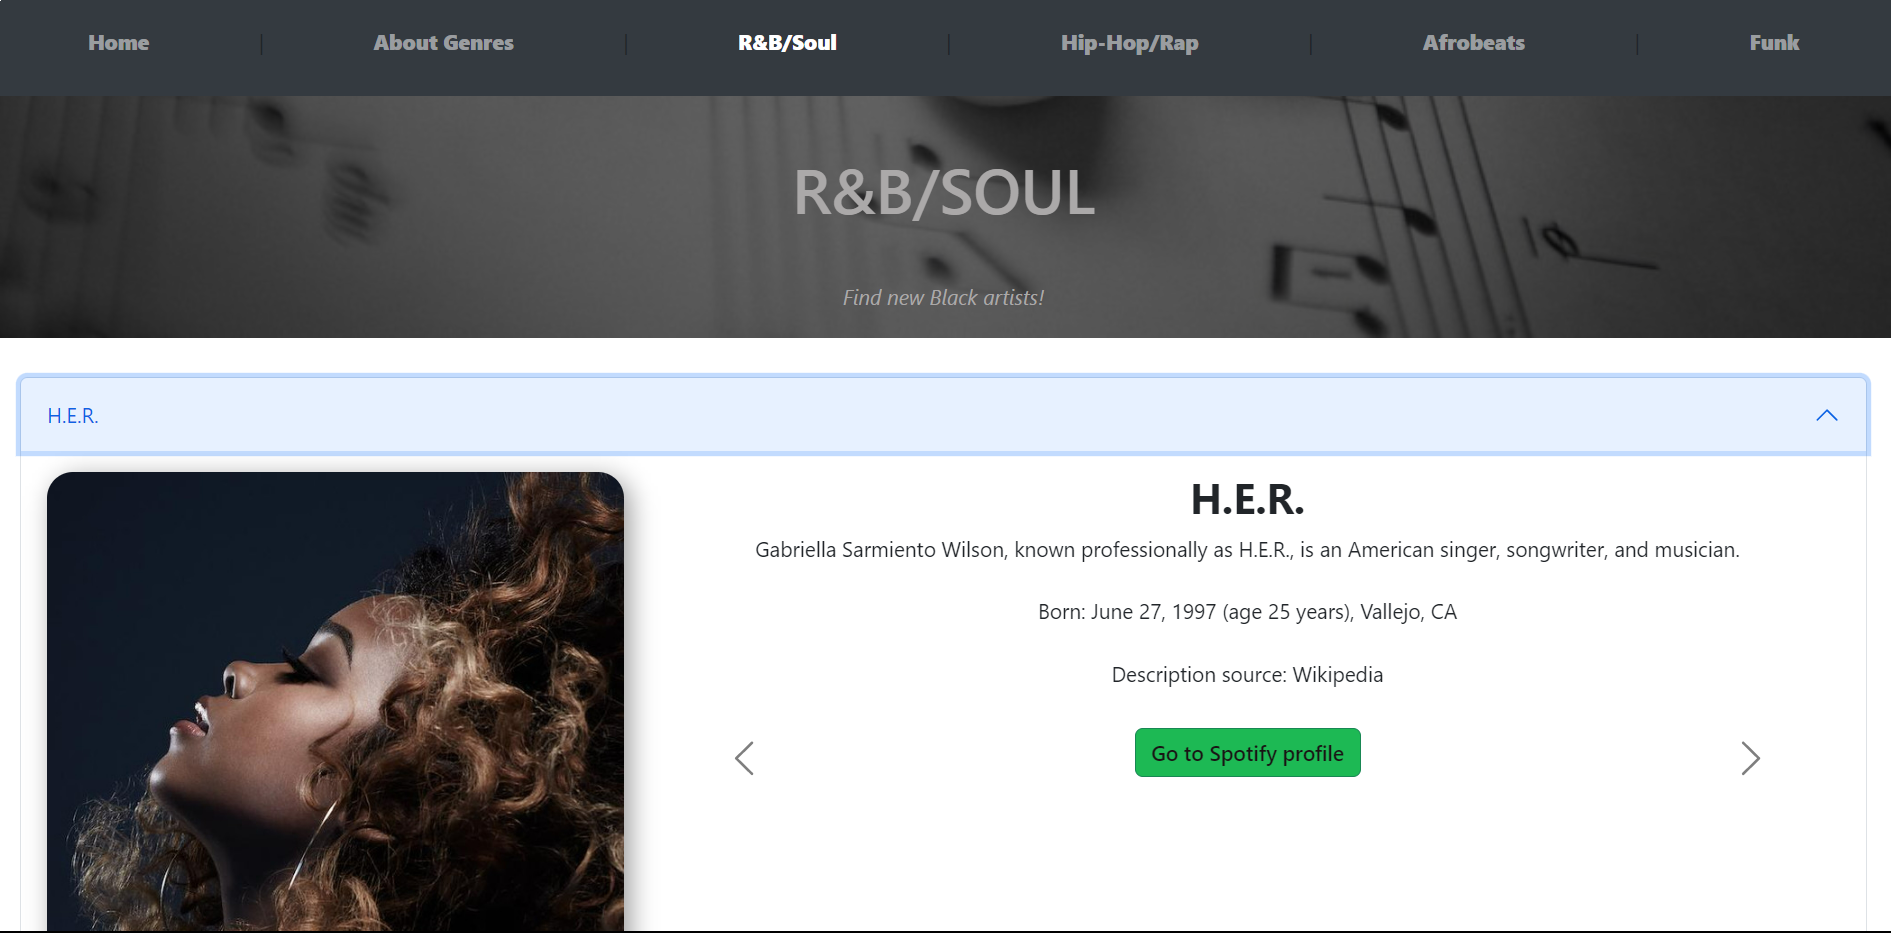 Home | About Genres | R&B/Soul | Hip-Hop/Rap | Afrobeats | Funk
R&B/SOUL
Find new Black artists!
H.E.R.
H.E.R.
Gabriella Sarmiento Wilson, known professionally as H.E.R., is an American singer, songwriter, and musician.
Born: June 27, 1997 (age 25 years), Vallejo, CA
Description source: Wikipedia
Go to Spotify profile